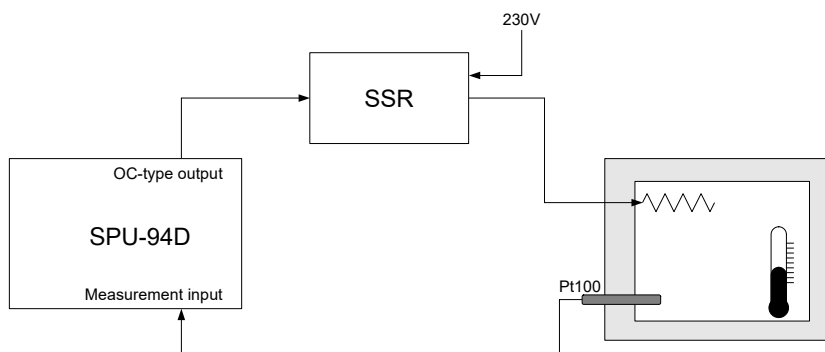 230V
SSR
OC-type output
SPU-94D
Measurement input
Pt100